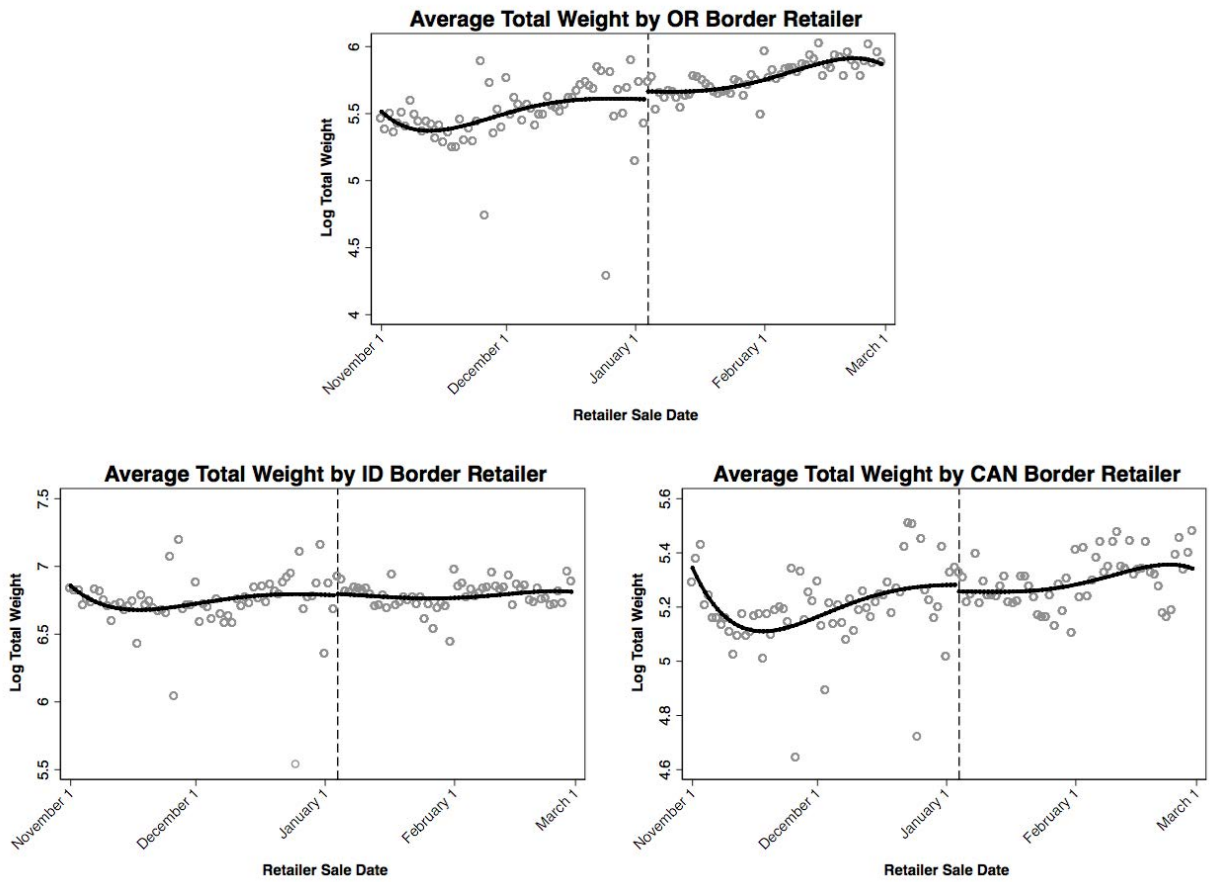 Average Total Weight by OR Border Retailer
6
5.5
5
4.5
4
Log Total Weight
November 1
December 1
January 1
February 1
March 1
Retailer Sale Date
Average Total Weight by ID Border Retailer
7.5
7
6.5
6
5.5
Log Total Weight
November 1
December 1
January 1
February 1
March 1
Retailer Sale Date
Average Total Weight by CAN Border Retailer
5.6
5.4
5.2
5
4.8
4.6
Log Total Weight
November 1
December 1
January 1
February 1
March 1
Retailer Sale Date